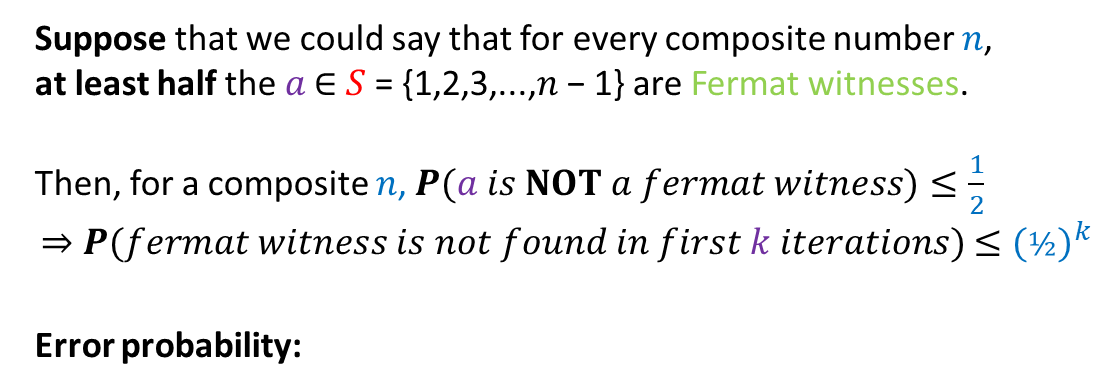 Suppose that we could say that for every composite number n,
at least half the a ∈ S = {1,2,3,...,n − 1} are Fermat witnesses.
Then, for a composite n, P(a is NOT a fermat witness) ≤ 1/2
⇒ P(fermat witness is not found in first k iterations) ≤ (½)^k
Error probability: